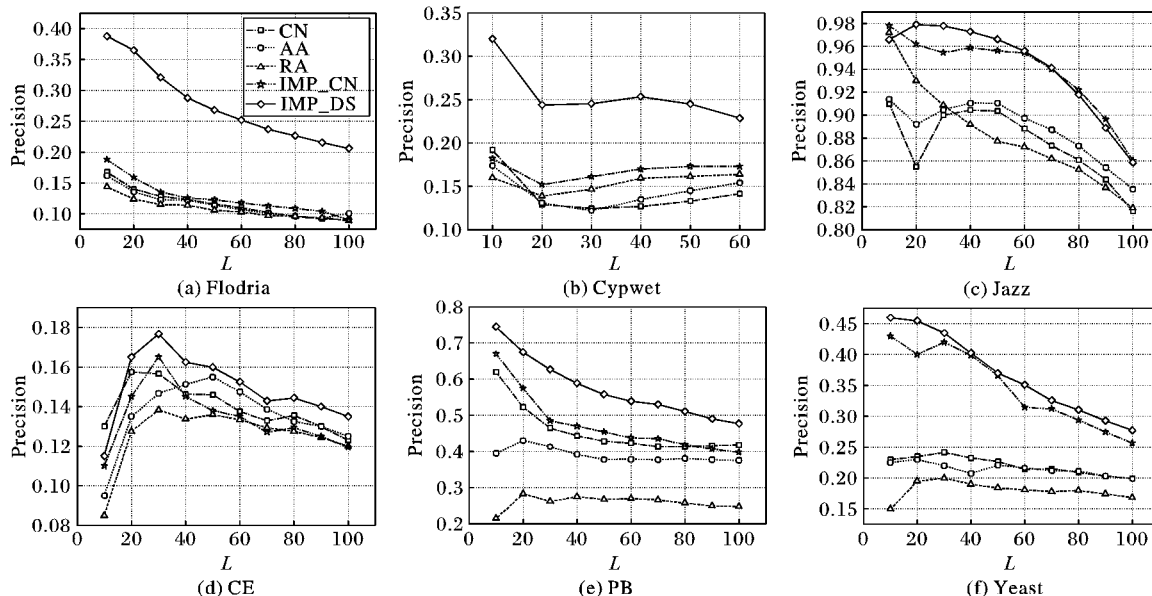 0.40
0.35
0.30
0.25
0.20
0.15
0.10
Precision
CN
AA
RA
IMP_CN
IMP_DS
0 20 40 60 80 100
L
(a) Flodria
0.35
0.30
0.25
0.20
0.15
0.10
Precision
10 20 30 40 50 60
L
(b) Cypwet
0.98
0.96
0.94
0.92
0.90
0.88
0.86
0.84
0.82
0.80
Precision
0 20 40 60 80 100
L
(c) Jazz
0.18
0.16
0.14
0.12
0.10
0.08
Precision
0 20 40 60 80 100
L
(d) CE
0.8
0.7
0.6
0.5
0.4
0.3
0.2
Precision
0 20 40 60 80 100
L
(e) PB
0.45
0.40
0.35
0.30
0.25
0.20
0.15
Precision
0 20 40 60 80 100
L
(f) Yeast